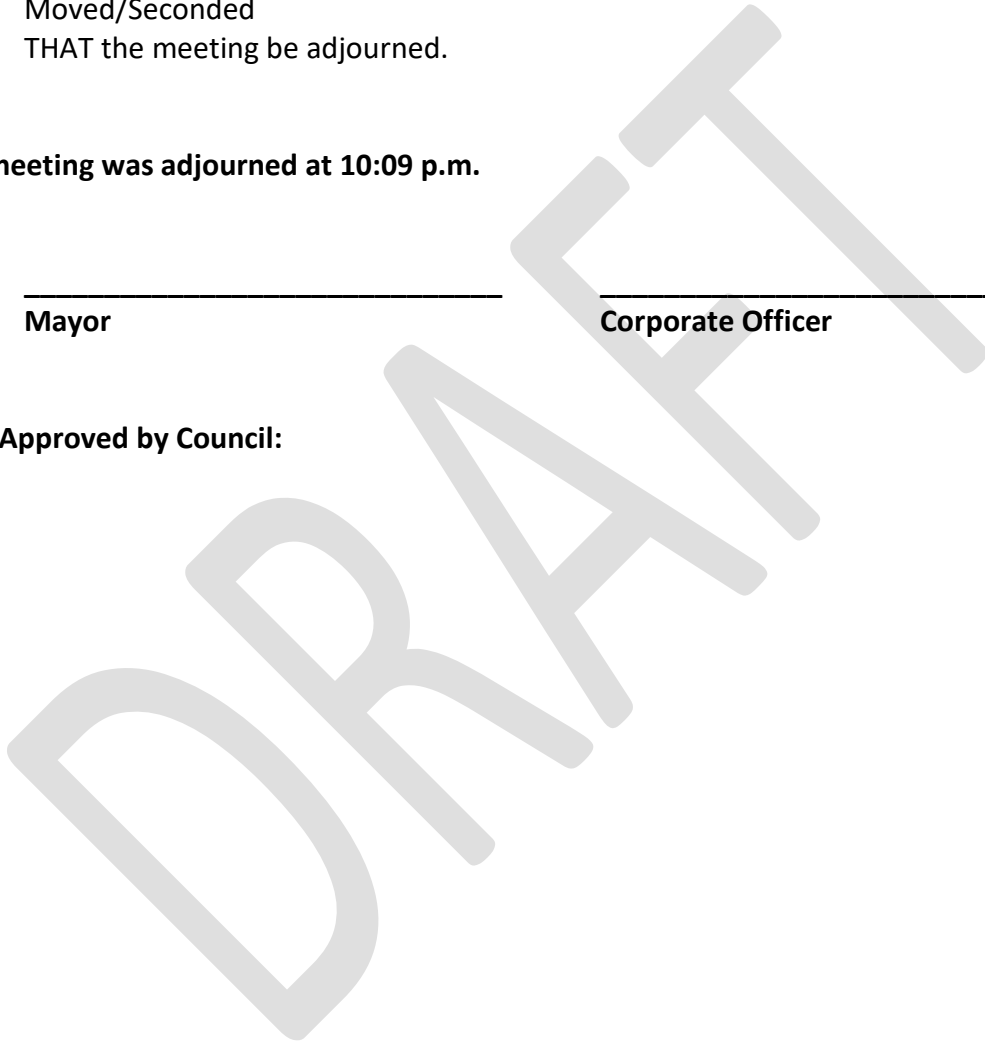 Moved/Seconded
THAT the meeting be adjourned.
meeting was adjourned at 10:09 p.m.
Mayor Corporate Officer
Approved by Council:
DRAFT